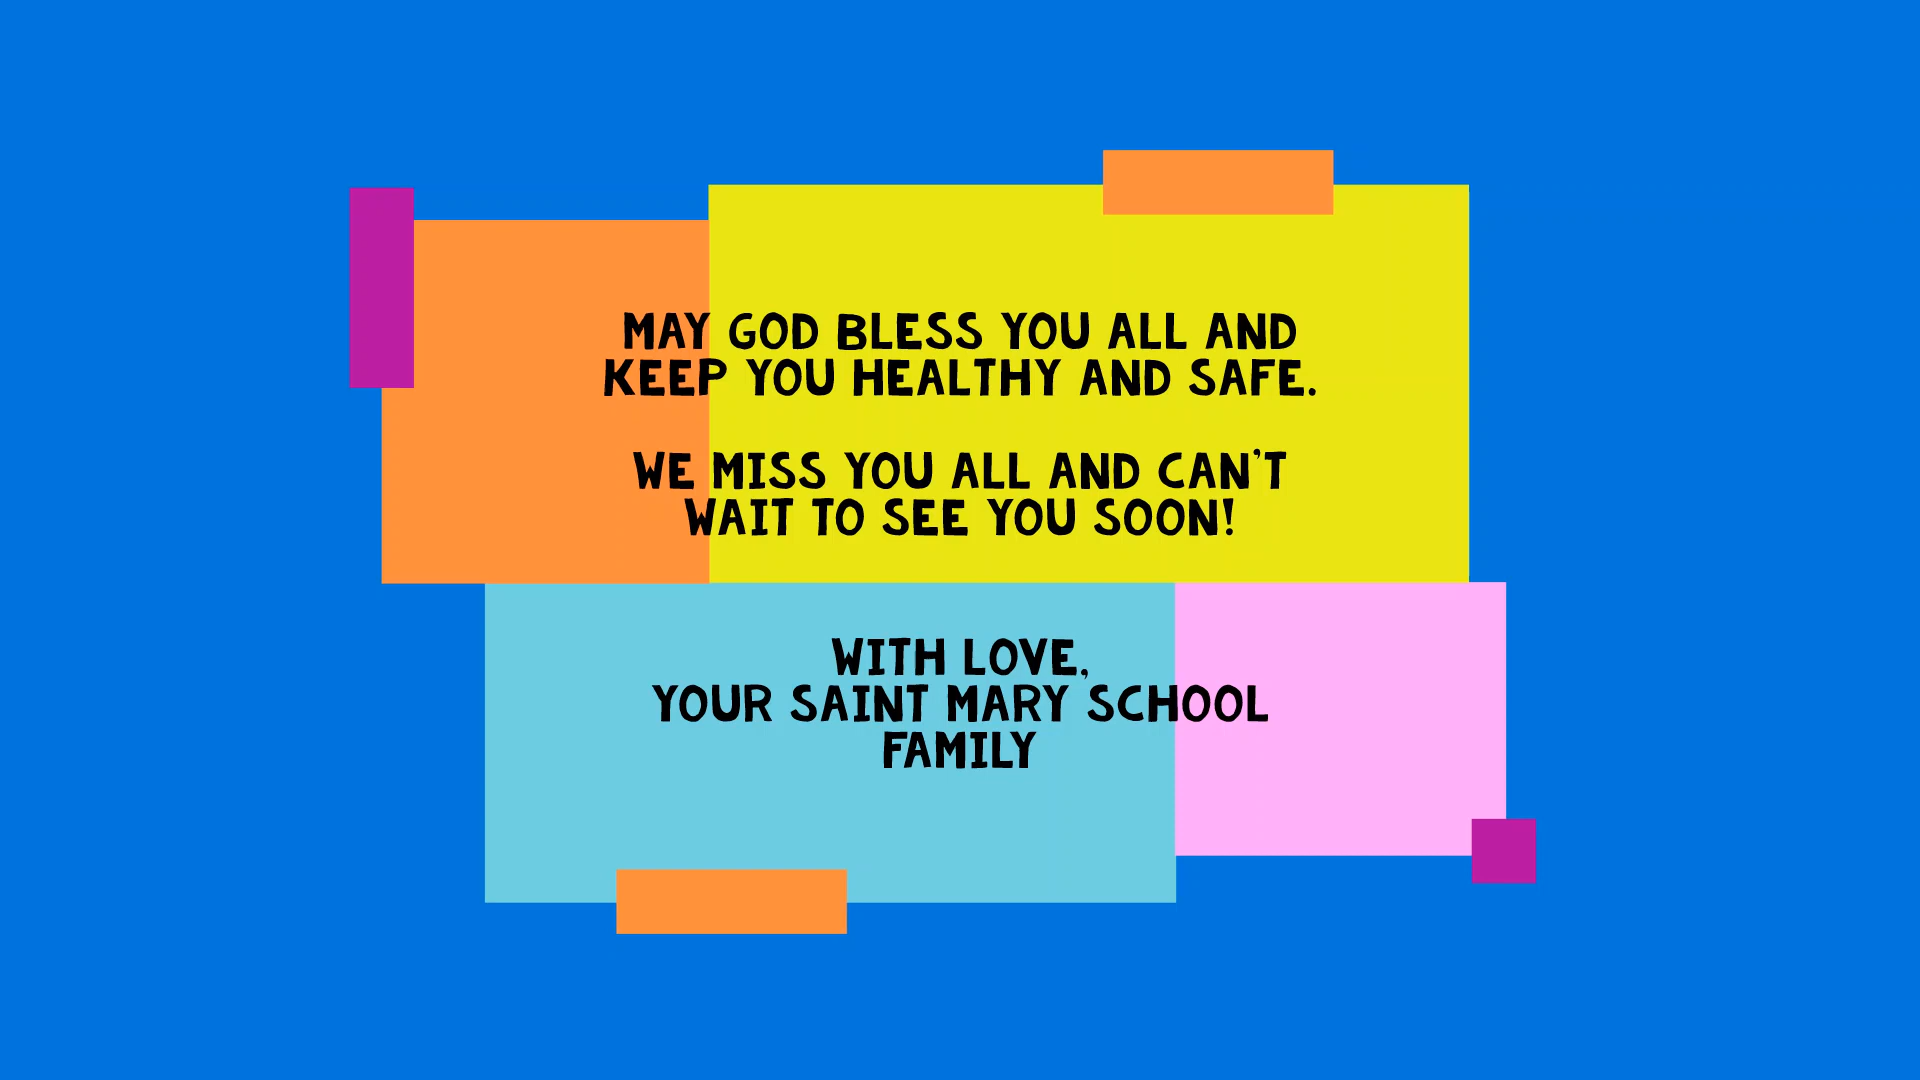 MAY GOD BLESS YOU ALL AND
KEEP YOU HEALTHY AND SAFE.
WE MISS YOU ALL AND CAN'T
WAIT TO SEE YOU SOON!
WITH LOVE,
YOUR SAINT MARY SCHOOL
FAMILY